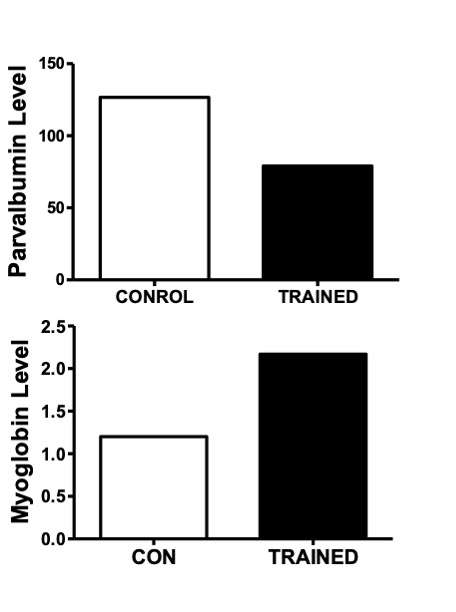 Parvalbumin Level
150
100
50
0
CONROL TRAINED
Myoglobin Level
2.5
2.0
1.5
1.0
0.5
0.0
CON TRAINED